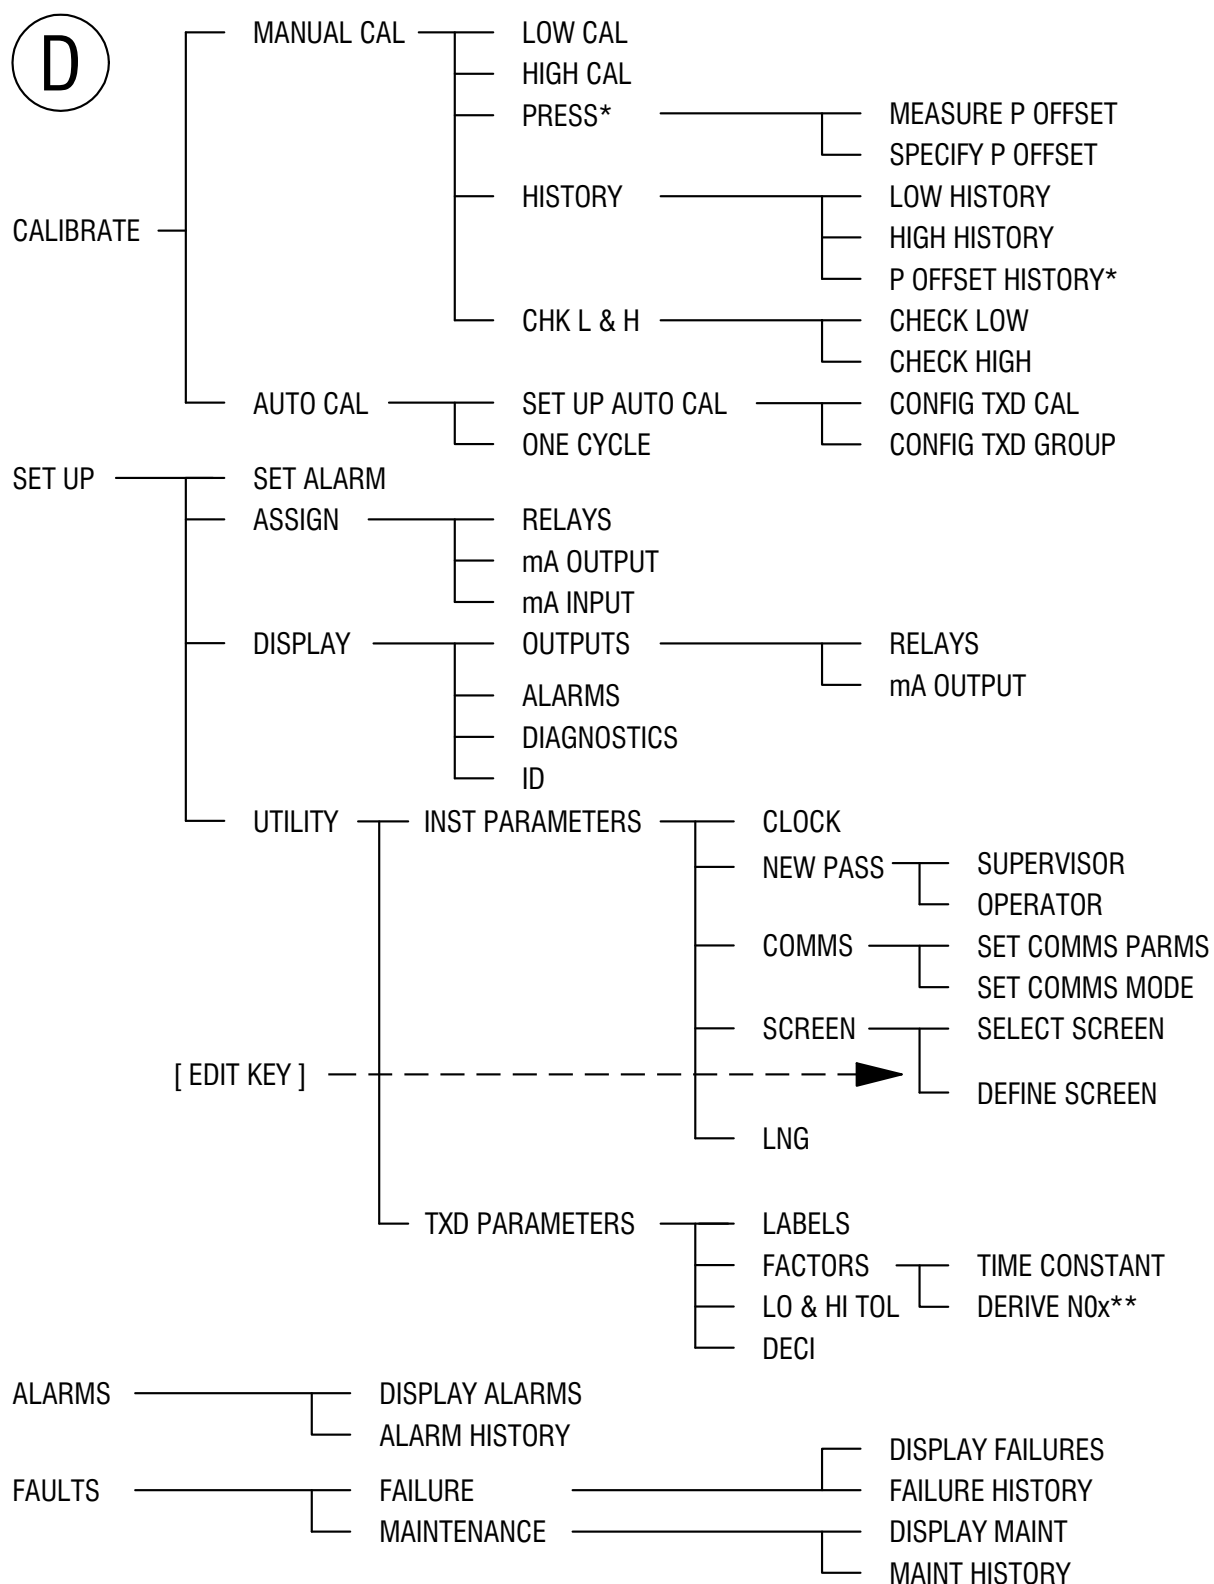 D
MANUAL CAL
LOW CAL
HIGH CAL
PRESS*
MEASURE P OFFSET
SPECIFY P OFFSET
HISTORY
LOW HISTORY
CALIBRATE
HIGH HISTORY
P OFFSET HISTORY*
CHK L & H
CHECK LOW
CHECK HIGH
AUTO CAL
SET UP AUTO CAL
CONFIG TXD CAL
ONE CYCLE
CONFIG TXD GROUP
SET UP
SET ALARM
ASSIGN
RELAYS
mA OUTPUT
mA INPUT
DISPLAY
OUTPUTS
RELAYS
mA OUTPUT
ALARMS
DIAGNOSTICS
ID
UTILITY
INST PARAMETERS
CLOCK
NEW PASS
SUPERVISOR
OPERATOR
COMMS
SET COMMS PARMS
SET COMMS MODE
SCREEN
SELECT SCREEN
[ EDIT KEY ]
DEFINE SCREEN
LNG
TXD PARAMETERS
LABELS
FACTORS
TIME CONSTANT
LO & HI TOL
DERIVE N0x**
DECI
ALARMS
DISPLAY ALARMS
ALARM HISTORY
DISPLAY FAILURES
FAULTS
FAILURE
FAILURE HISTORY
MAINTENANCE
DISPLAY MAINT
MAINT HISTORY